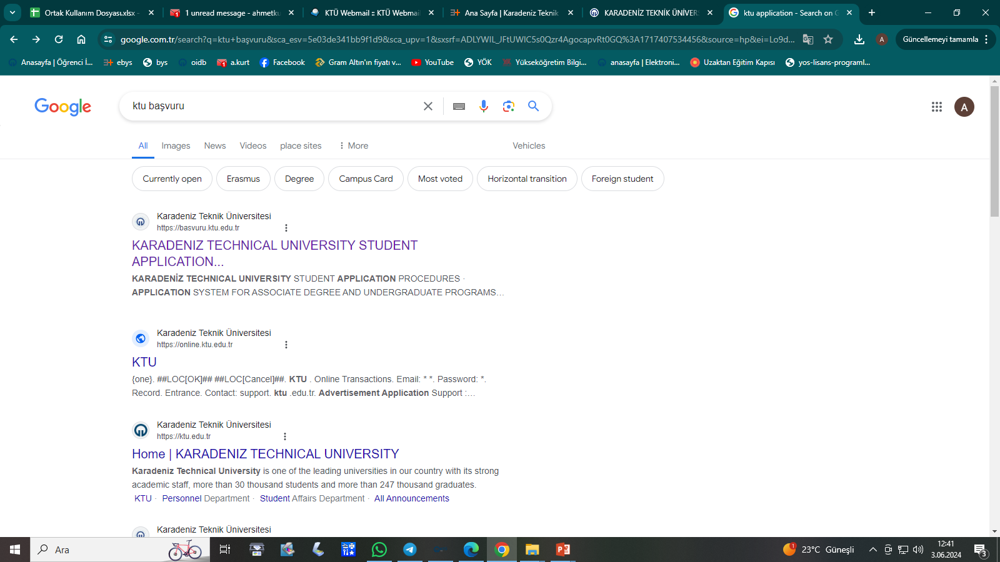 Ortak Kullanım Dosyası.xlsx -
1 unread message - ahmetku
KTÜ Webmail :: KTÜ Webmail
Ana Sayfa | Karadeniz Teknik
KARADENİZ TEKNİK ÜNİVER
ktu application - Search on G
google.com.tr/search?q=ktu+başvuru&sca_esv=5e03de341bb9f1d9&sca_upv=1&sxsrf=ADLYWIL_JFtUWIC5s0Qzr4AgocapvRt0GQ%3A1717407534456&source=hp&ei=Lo9d...
A
Güncellemeyi tamamla
Anasayfa | Öğrenci İ...
ebys
bys
oidb
a.kurt
Facebook
Gram Altın'ın fiyatı v...
YouTube
YÖK
Yükseköğretim Bilgi...
anasayfa | Elektroni...
Uzaktan Eğitim Kapısı
yos-lisans-programl...
Google
ktu başvuru
A
All
Images
News
Videos
place sites
More
Vehicles
Currently open
Erasmus
Degree
Campus Card
Most voted
Horizontal transition
Foreign student
Karadeniz Teknik Üniversitesi
https://basvuru.ktu.edu.tr
KARADENIZ TECHNICAL UNIVERSITY STUDENT
APPLICATION...
KARADENİZ TECHNICAL UNIVERSITY STUDENT APPLICATION PROCEDURES ·
APPLICATION SYSTEM FOR ASSOCIATE DEGREE AND UNDERGRADUATE PROGRAMS...
Karadeniz Teknik Üniversitesi
https://online.ktu.edu.tr
KTU
{one}. ##LOC[OK]## ##LOC[Cancel]##. KTU . Online Transactions. Email: * *. Password: *.
Record. Entrance. Contact: support. ktu .edu.tr. Advertisement Application Support :...
Karadeniz Teknik Üniversitesi
https://ktu.edu.tr
Home | KARADENIZ TECHNICAL UNIVERSITY
Karadeniz Technical University is one of the leading universities in our country with its strong
academic staff, more than 30 thousand students and more than 247 thousand graduates.
KTU · Personnel Department · Student Affairs Department · All Announcements
Karadeniz Teknik Üniversitesi
Ara
1
23°C Güneşli
12:41
3.06.2024
3